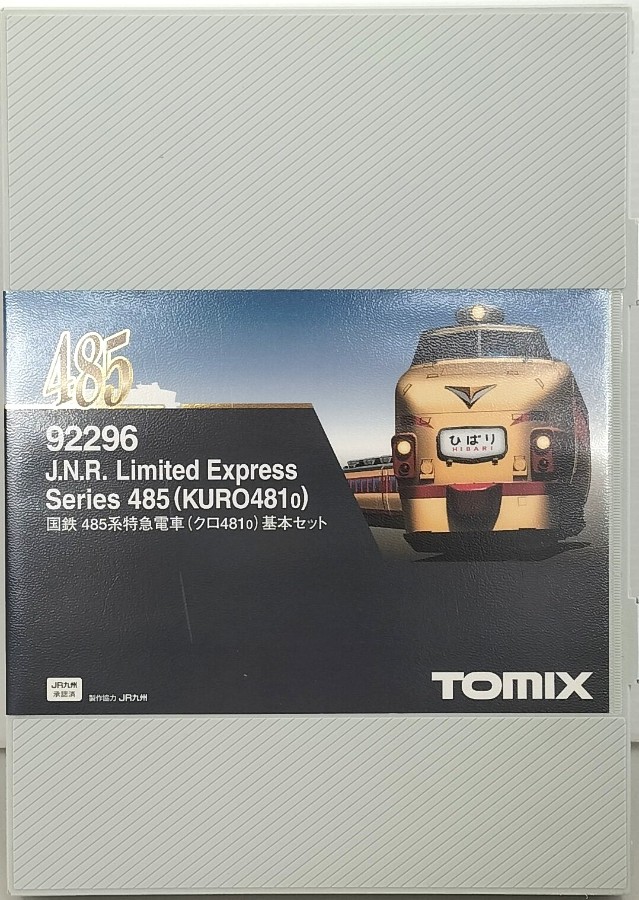 485
92296
J.N.R. Limited Express
Series 485(KURO481₀)
国鉄 485系特急電車(クロ481₀)基本セット
ひばり
HIBARI
JR九州
承認済
製作協力 JR九州
TOMIX